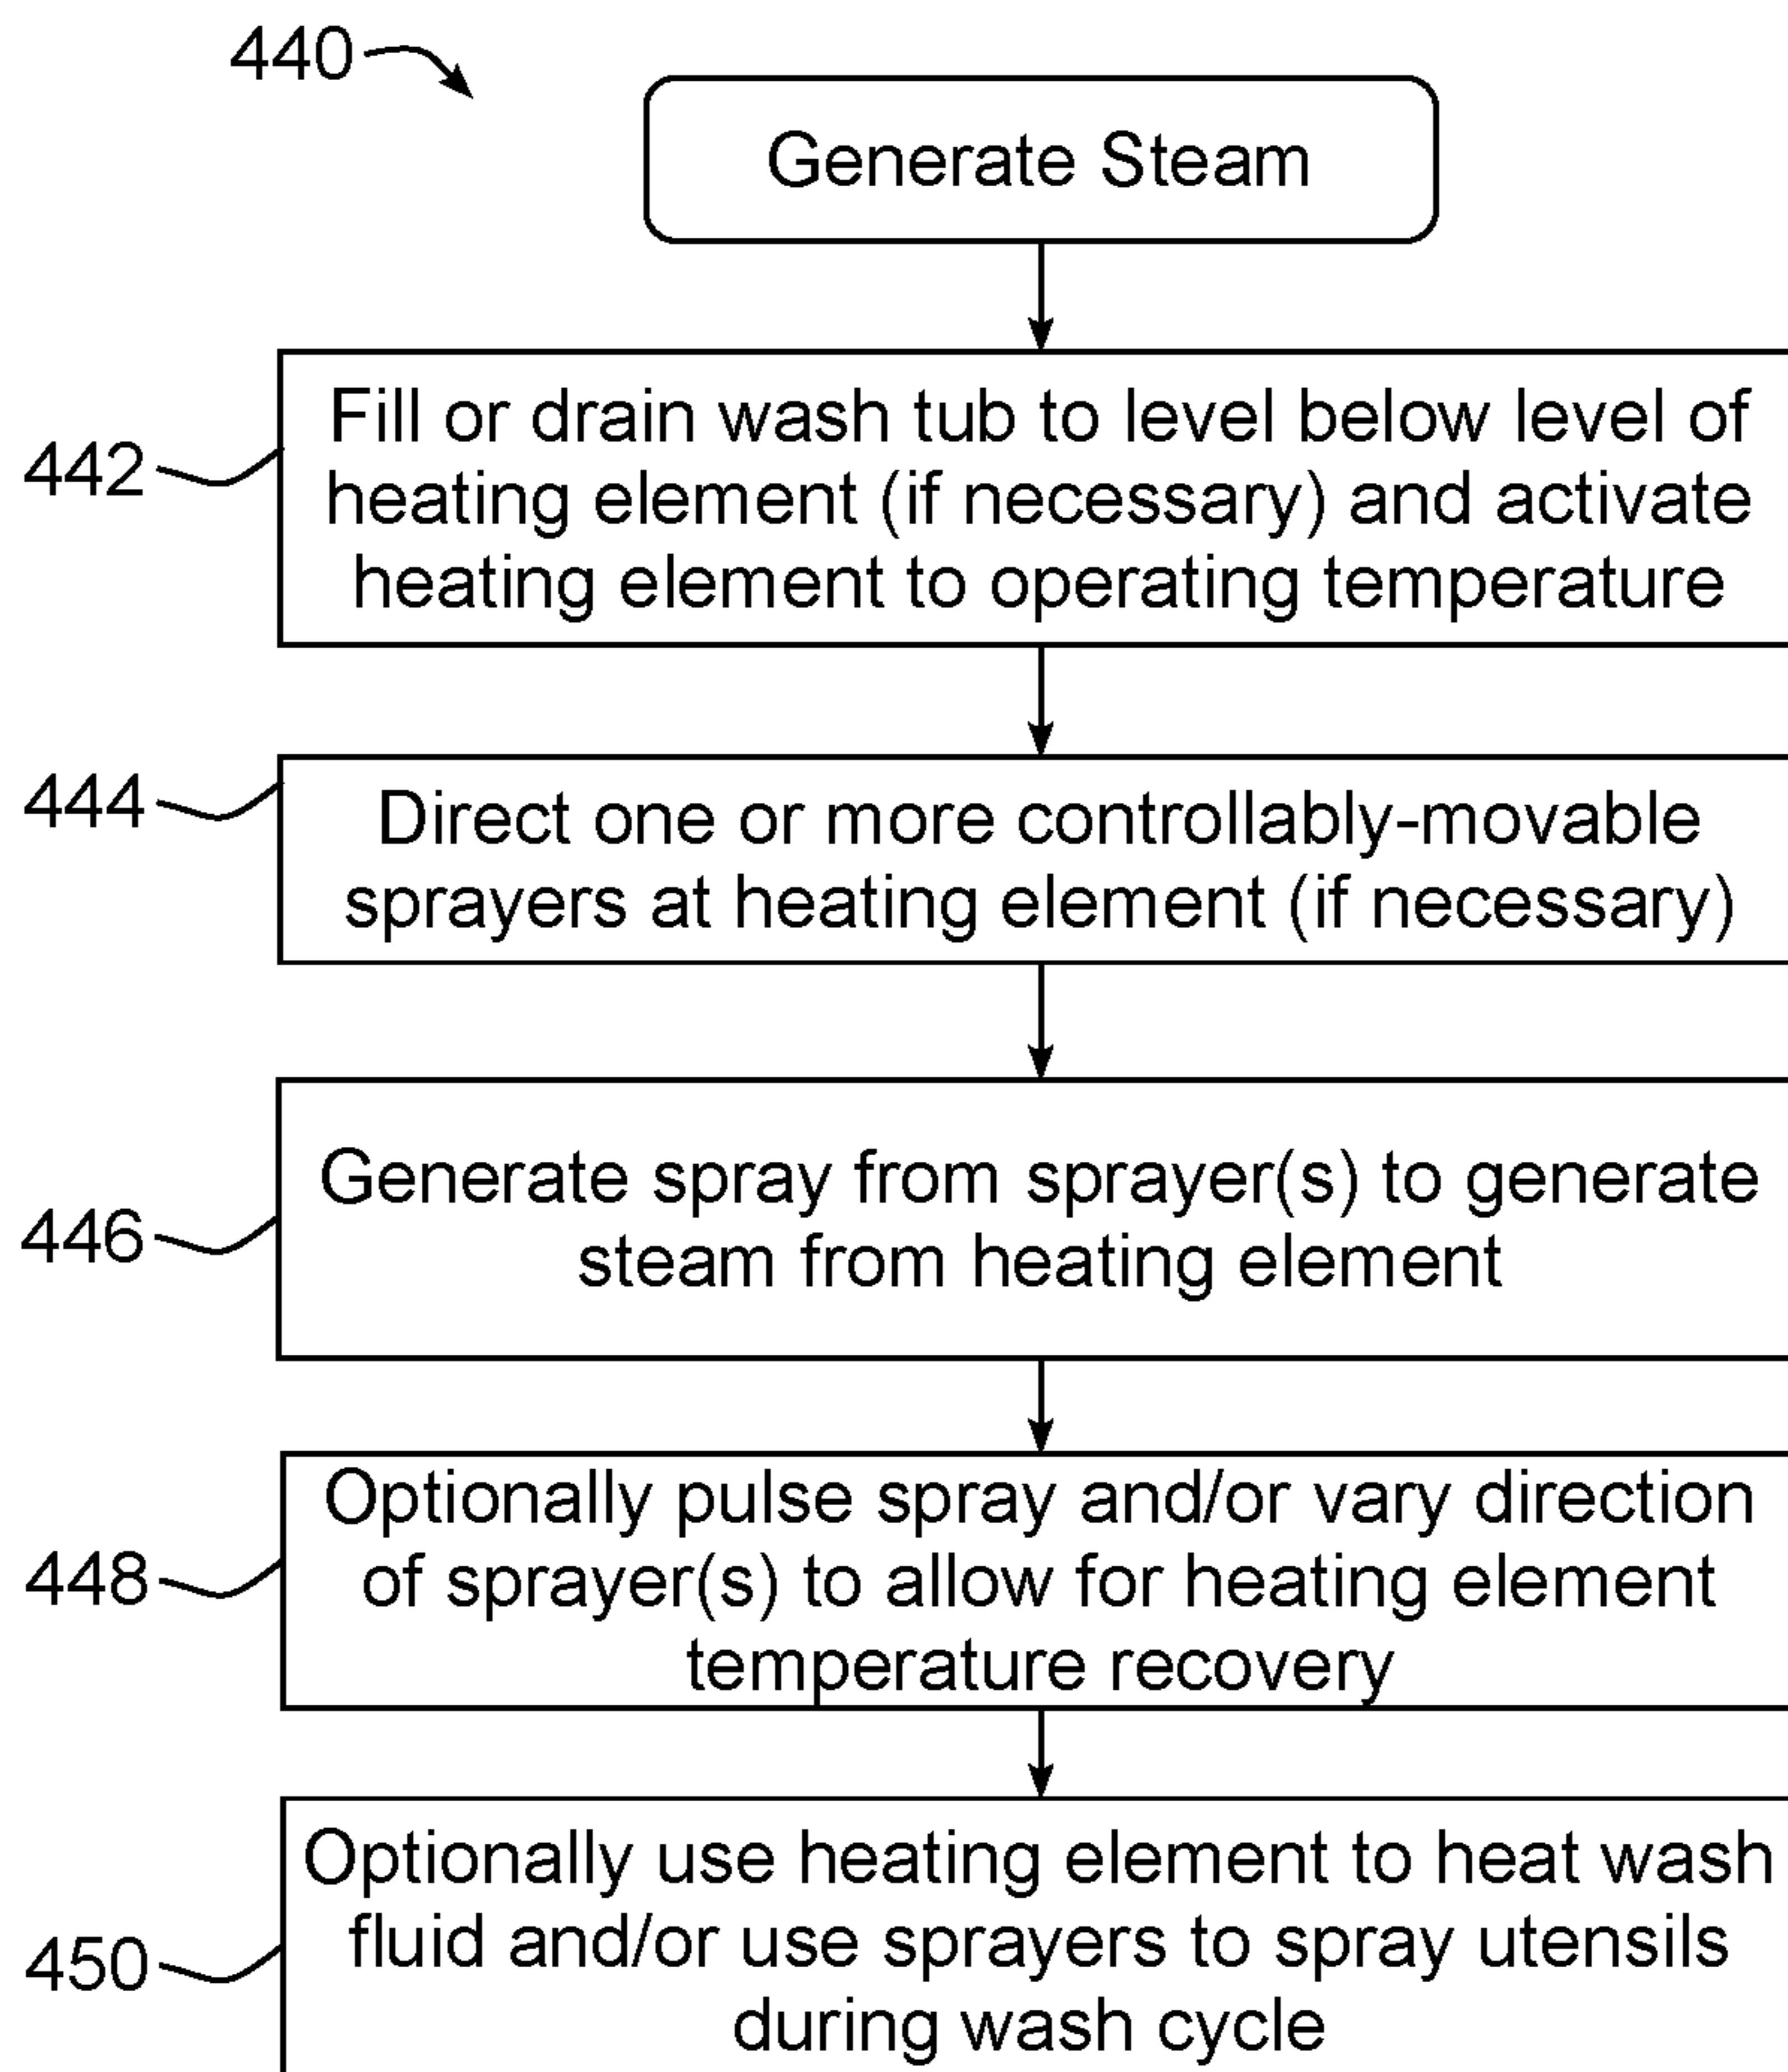 440
Generate Steam
442
Fill or drain wash tub to level below level of
heating element (if necessary) and activate
heating element to operating temperature
444
Direct one or more controllably-movable
sprayers at heating element (if necessary)
446
Generate spray from sprayer(s) to generate
steam from heating element
448
Optionally pulse spray and/or vary direction
of sprayer(s) to allow for heating element
temperature recovery
450
Optionally use heating element to heat wash
fluid and/or use sprayers to spray utensils
during wash cycle